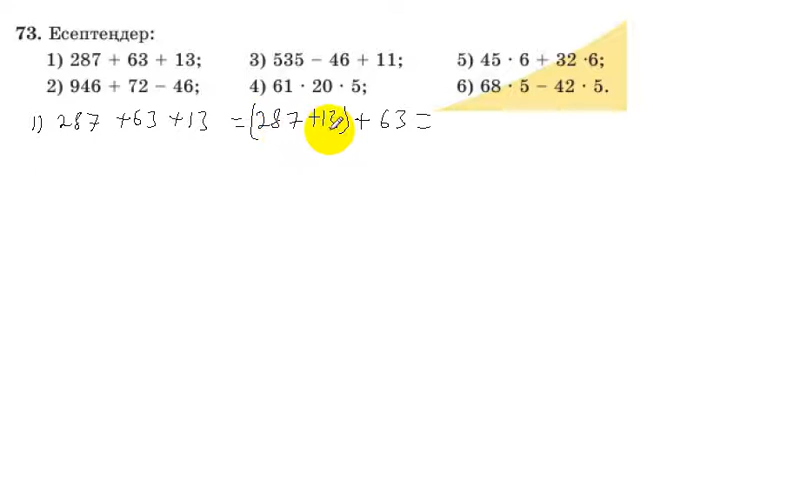 73. Есептеңдер:
1) 287 + 63 + 13; 3) 535 − 46 + 11; 5) 45 · 6 + 32 ·6;
2) 946 + 72 − 46; 4) 61 · 20 · 5; 6) 68 · 5 − 42 · 5.
1) 287 +63 +13 =(287+13)+ 63 =